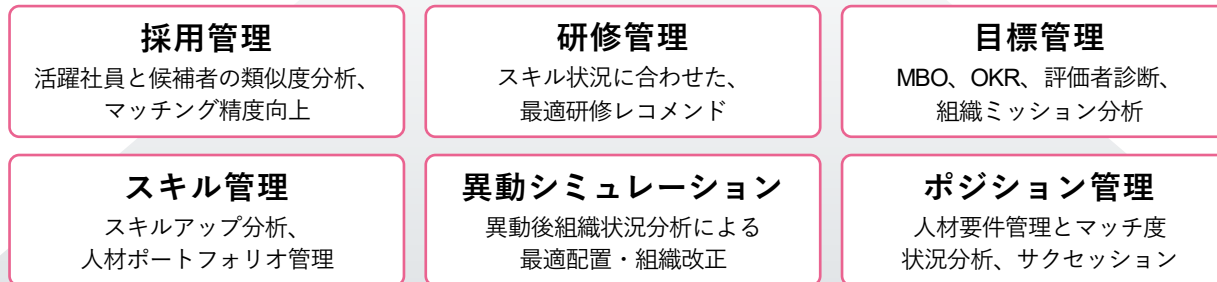 採用管理
活躍社員と候補者の類似度分析、
マッチング精度向上
研修管理
スキル状況に合わせた、
最適研修レコメンド
目標管理
MBO、OKR、評価者診断、
組織ミッション分析
スキル管理
スキルアップ分析、
人材ポートフォリオ管理
異動シミュレーション
異動後組織状況分析による
最適配置・組織改正
ポジション管理
人材要件管理とマッチ度
状況分析、サクセッション